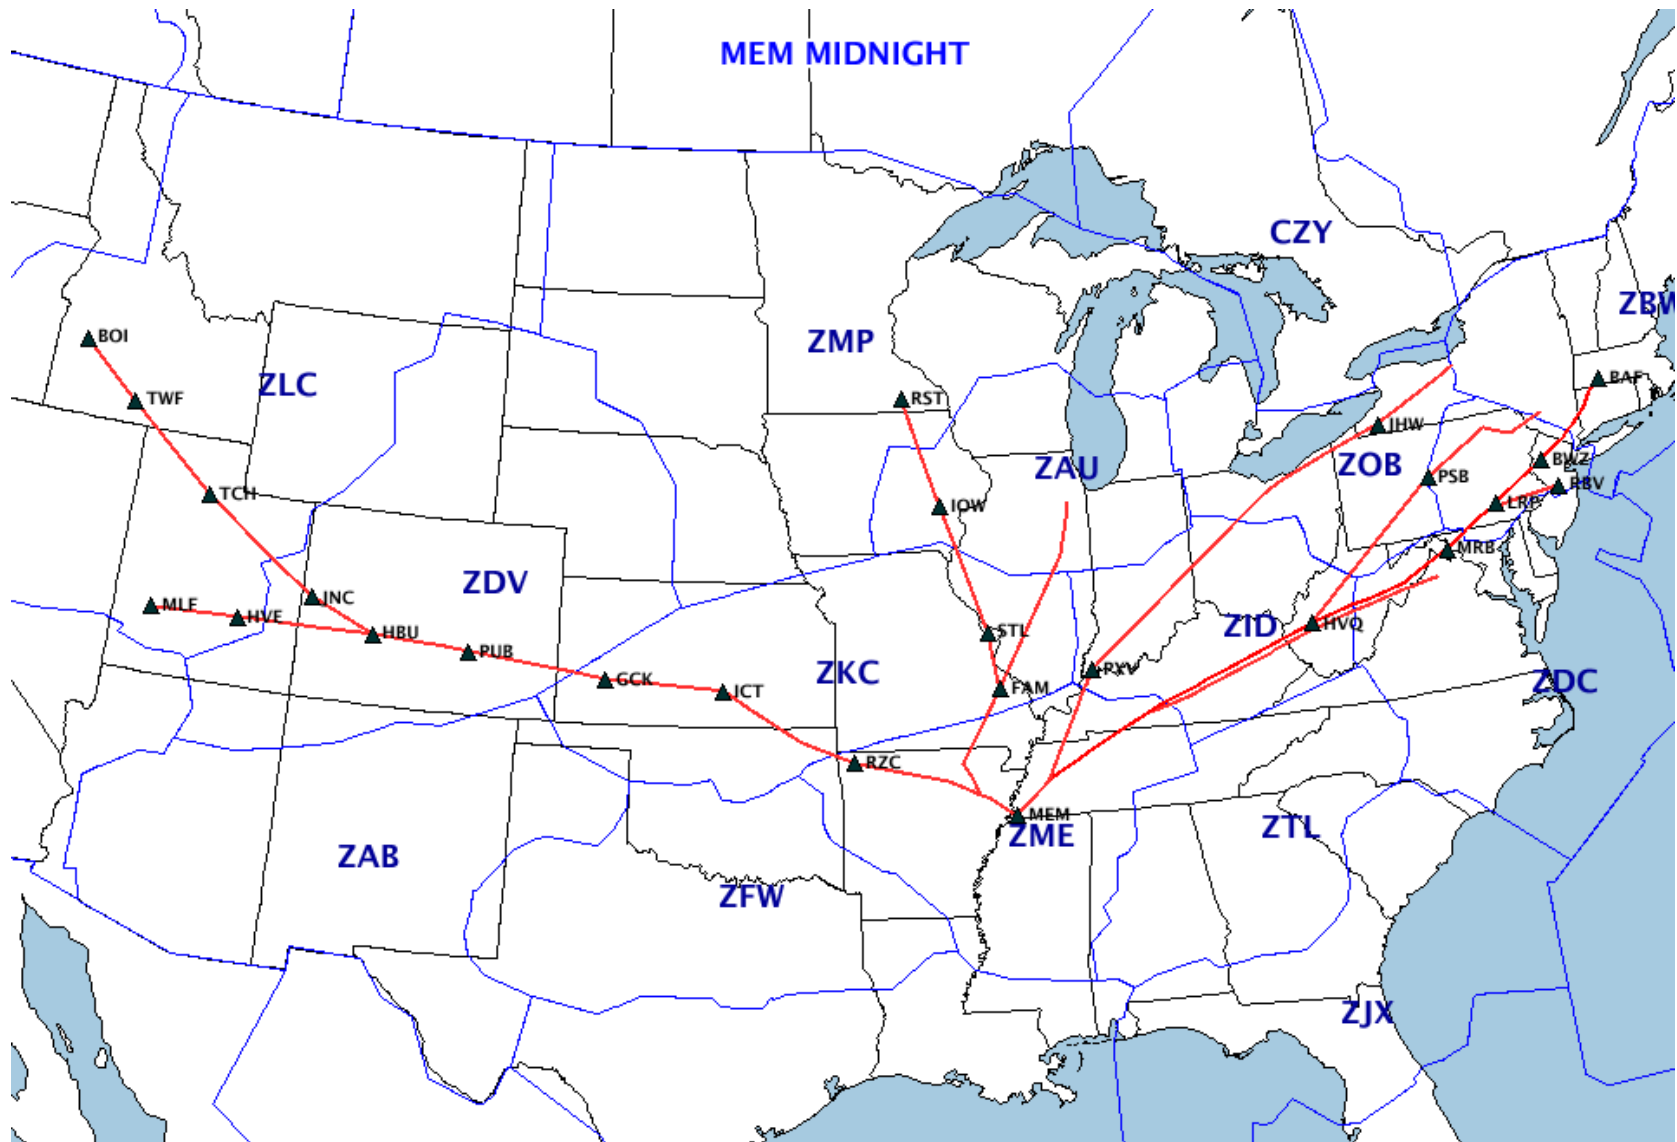 MEM MIDNIGHT
CZY
ZBW
ZMP
BOI
ZLC
TWF
RST
BAF
JHW
ZAU
ZOB
BWZ
PSB
RBV
TCH
IOW
LRP
MRB
ZDV
JNC
MLF
HVE
HBU
PUB
STL
ZID
HVQ
ZKC
GCK
ICT
FAM
PXV
ZDC
RZC
MEM
ZME
ZTL
ZAB
ZFW
ZJX